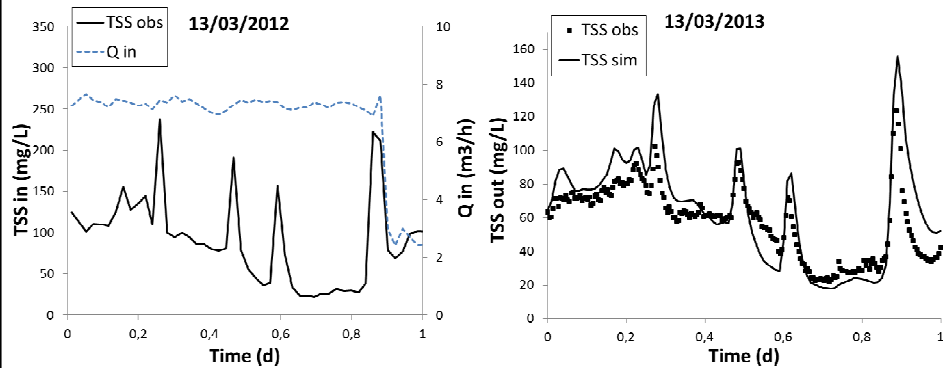 13/03/2012
TSS obs
Q in
350
300
250
200
150
100
50
0
TSS in (mg/L)
10
8
6
4
2
0
Q in (m3/h)
0 0,2 0,4 0,6 0,8 1
Time (d)
13/03/2013
TSS obs
TSS sim
160
140
120
100
80
60
40
20
0
TSS out (mg/L)
0 0,2 0,4 0,6 0,8 1
Time (d)